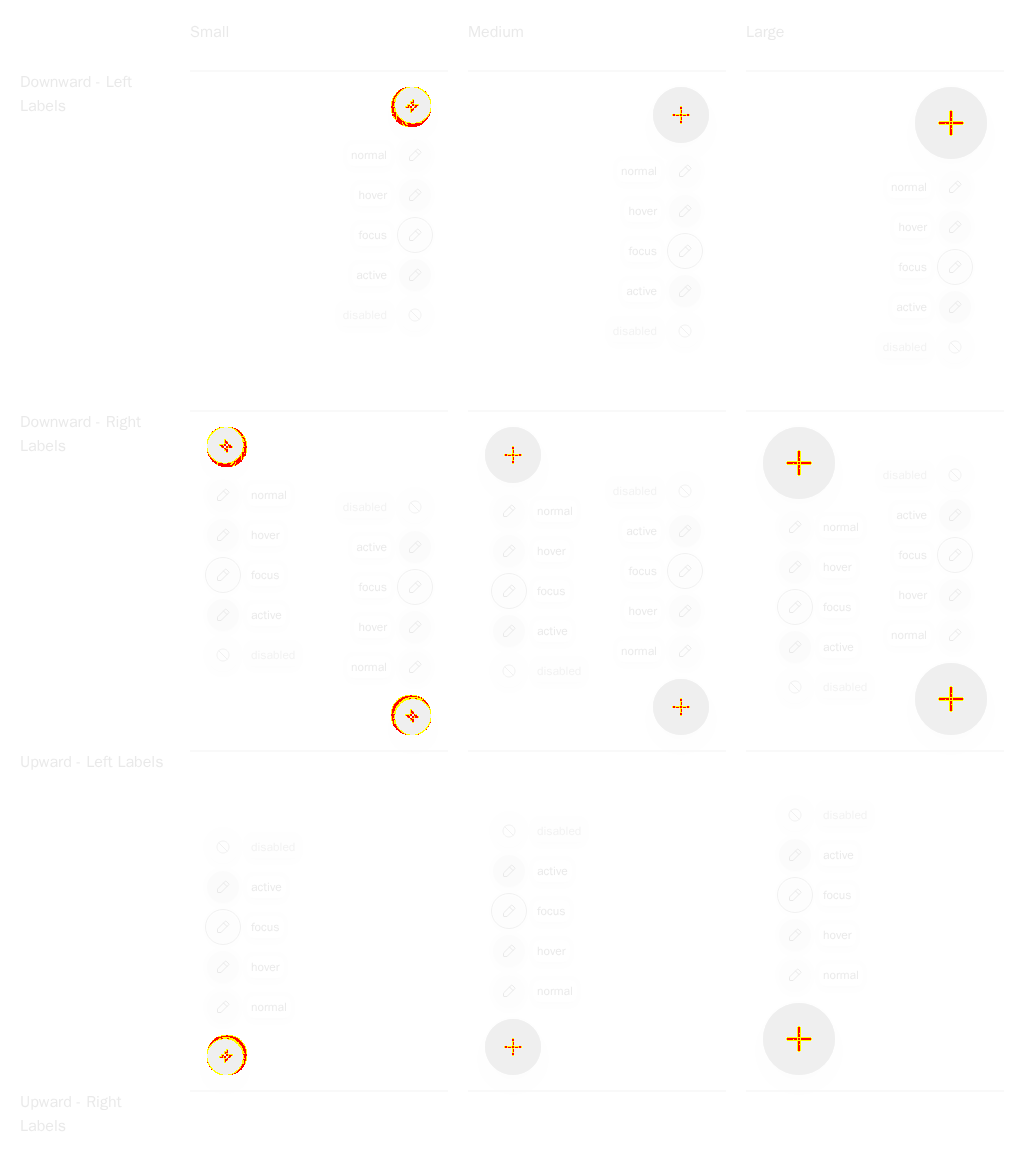 Small
Medium
Large
Downward - Left
Labels
normal
hover
focus
active
disabled
normal
hover
focus
active
disabled
normal
hover
focus
active
disabled
Downward - Right
Labels
normal
hover
focus
active
disabled
disabled
active
focus
hover
normal
normal
hover
focus
active
disabled
disabled
active
focus
hover
normal
normal
hover
focus
active
disabled
disabled
active
focus
hover
normal
Upward - Left Labels
disabled
active
focus
hover
normal
disabled
active
focus
hover
normal
disabled
active
focus
hover
normal
Upward - Right
Labels